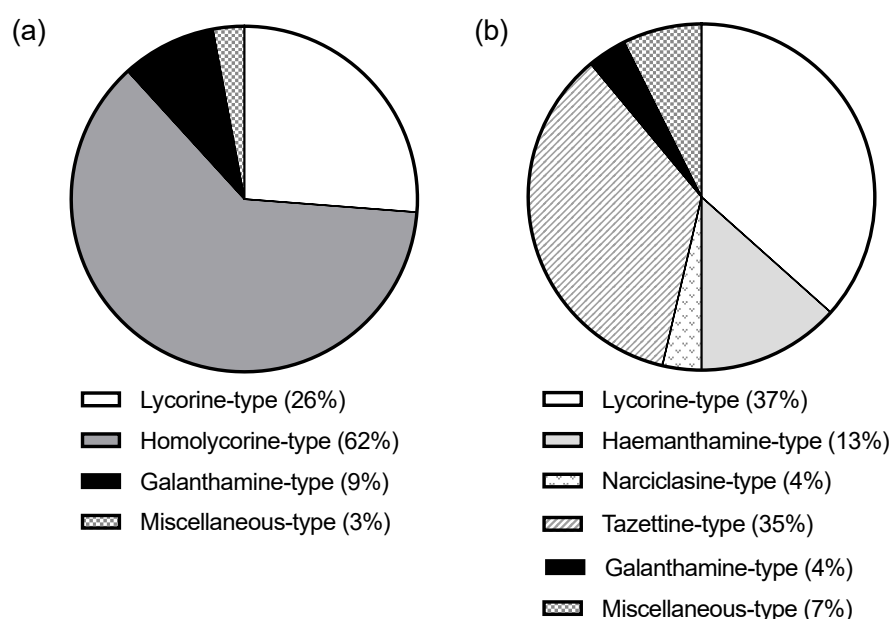 (a)
Lycorine-type (26%)
Homolycorine-type (62%)
Galanthamine-type (9%)
Miscellaneous-type (3%)
(b)
Lycorine-type (37%)
Haemanthamine-type (13%)
Narciclasine-type (4%)
Tazettine-type (35%)
Galanthamine-type (4%)
Miscellaneous-type (7%)